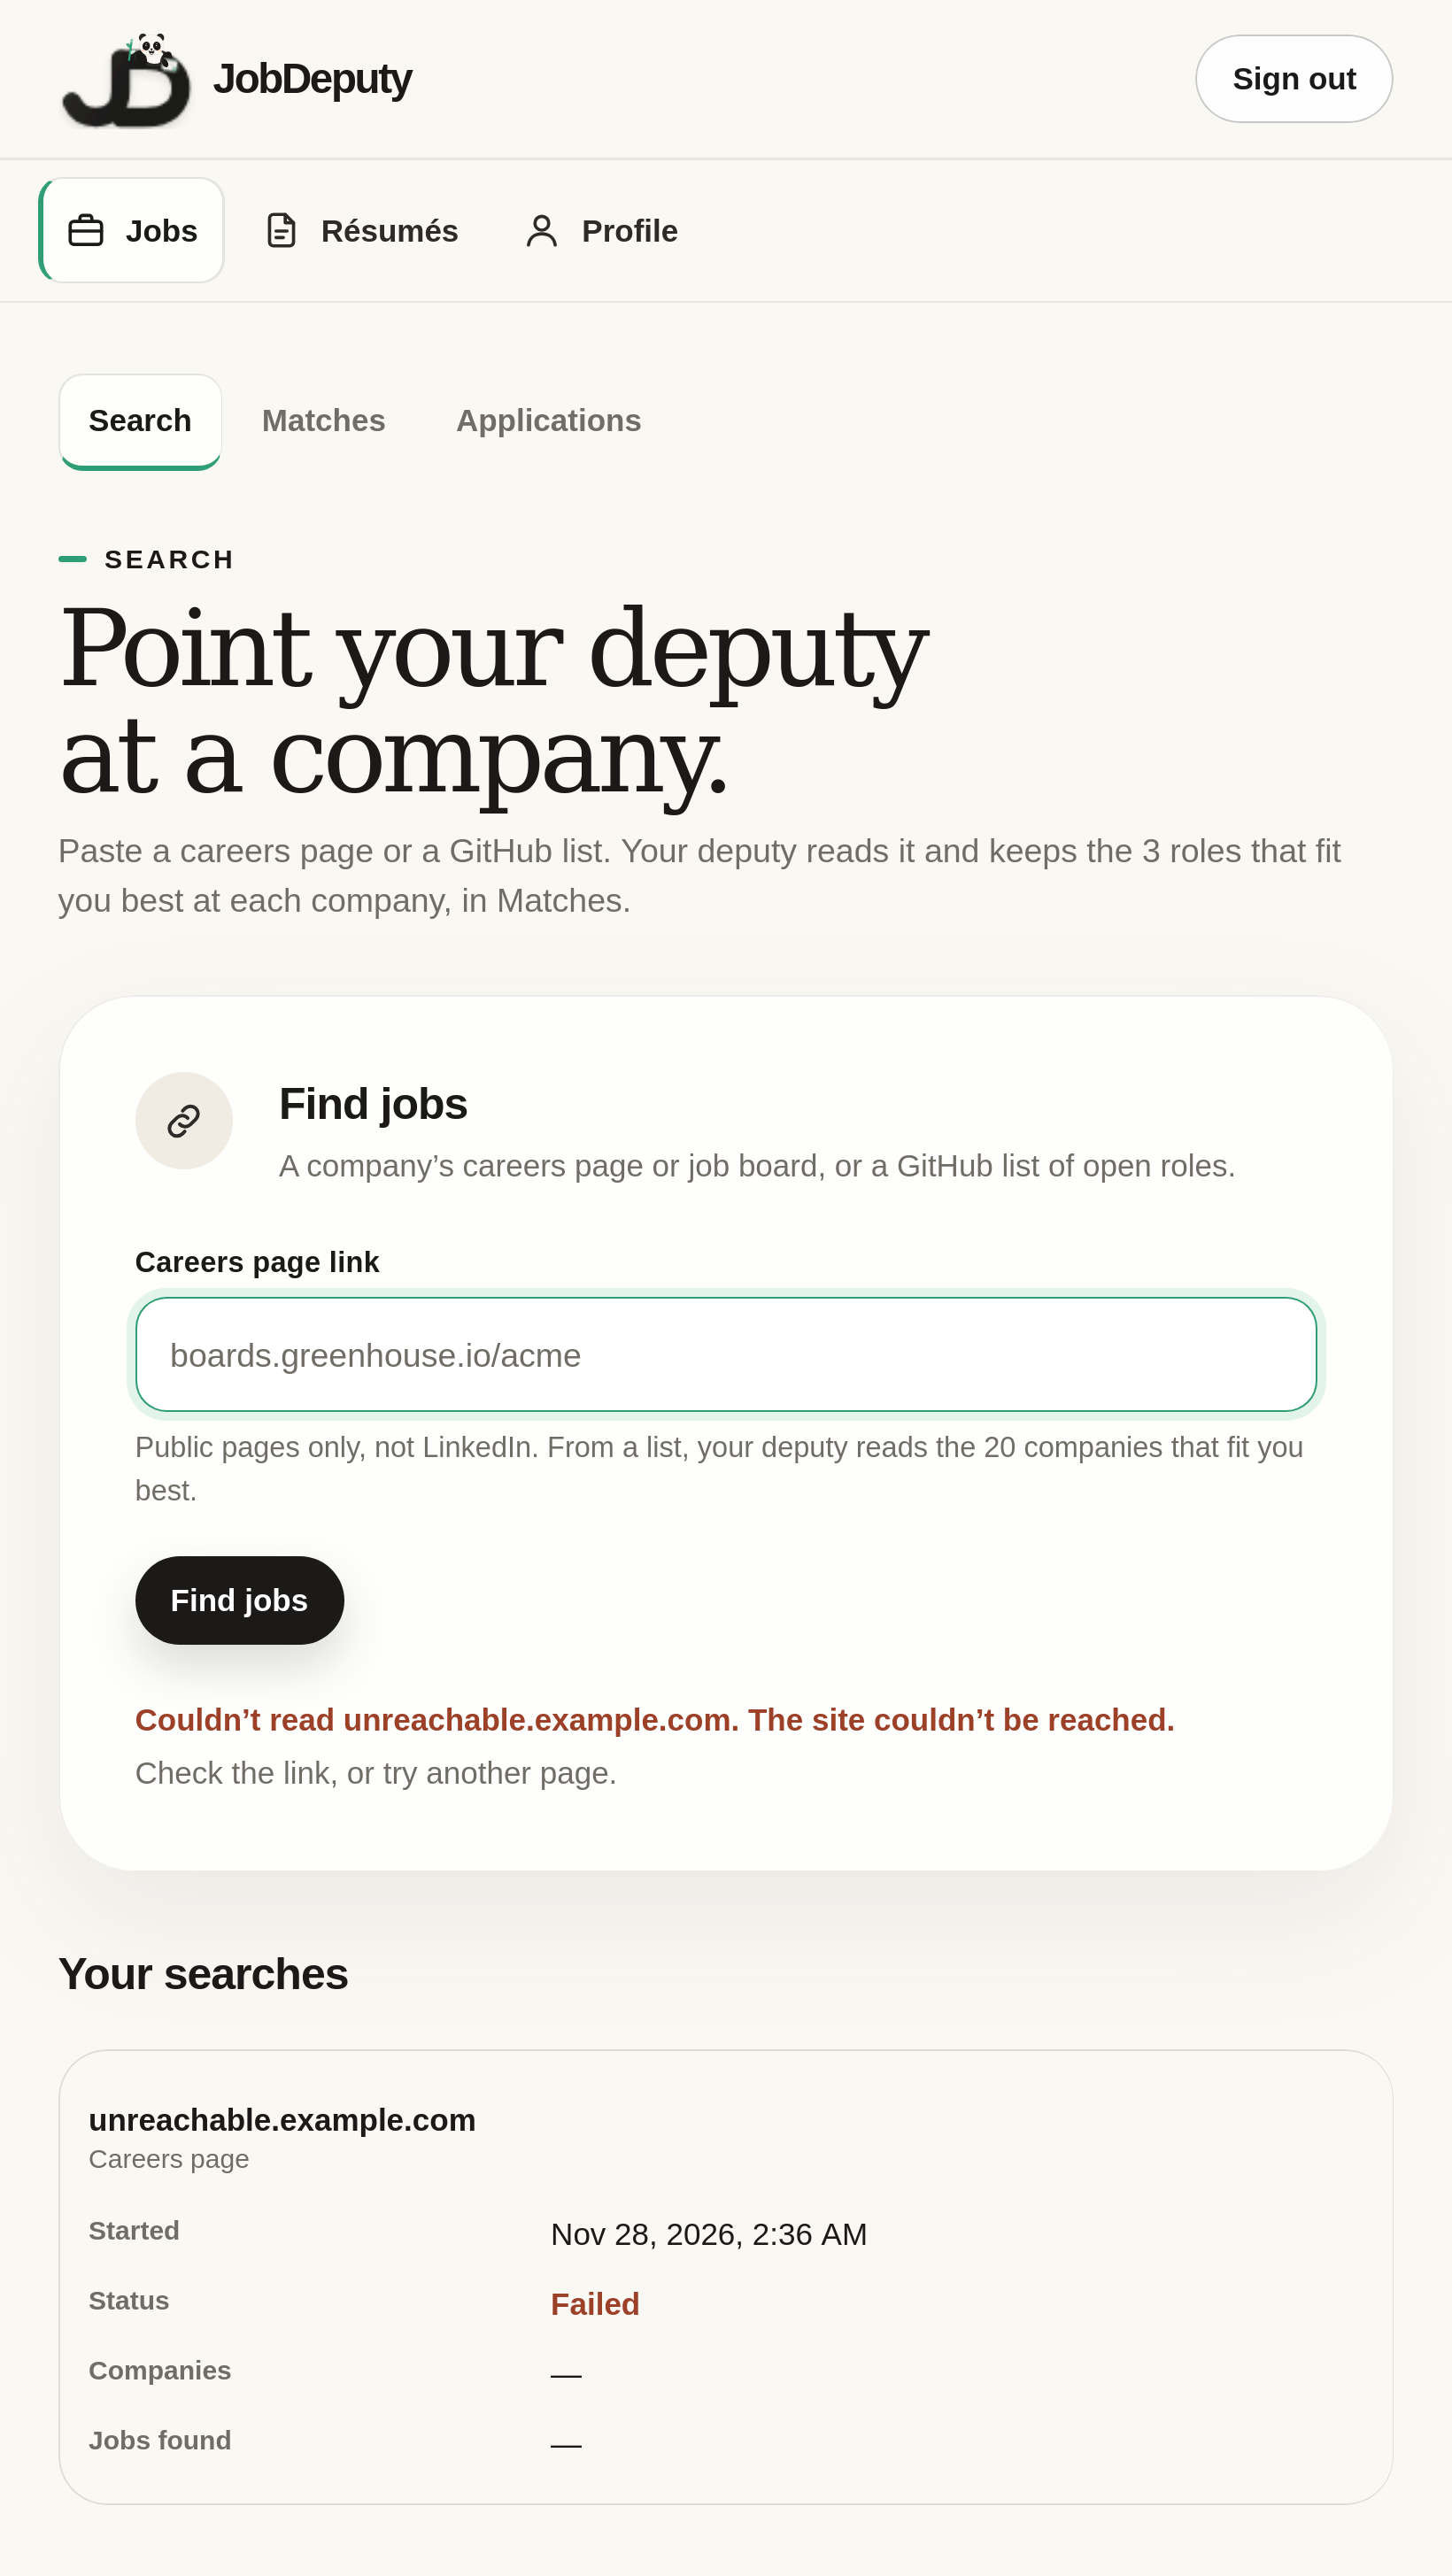 JobDeputy
Sign out
Jobs
Résumés
Profile
Search
Matches
Applications
SEARCH
Point your deputy
at a company.
Paste a careers page or a GitHub list. Your deputy reads it and keeps the 3 roles that fit
you best at each company, in Matches.
Find jobs
A company’s careers page or job board, or a GitHub list of open roles.
Careers page link
boards.greenhouse.io/acme
Public pages only, not LinkedIn. From a list, your deputy reads the 20 companies that fit you
best.
Find jobs
Couldn’t read unreachable.example.com. The site couldn’t be reached.
Check the link, or try another page.
Your searches
unreachable.example.com
Careers page
Started
Nov 28, 2026, 2:36 AM
Status
Failed
Companies
—
Jobs found
—